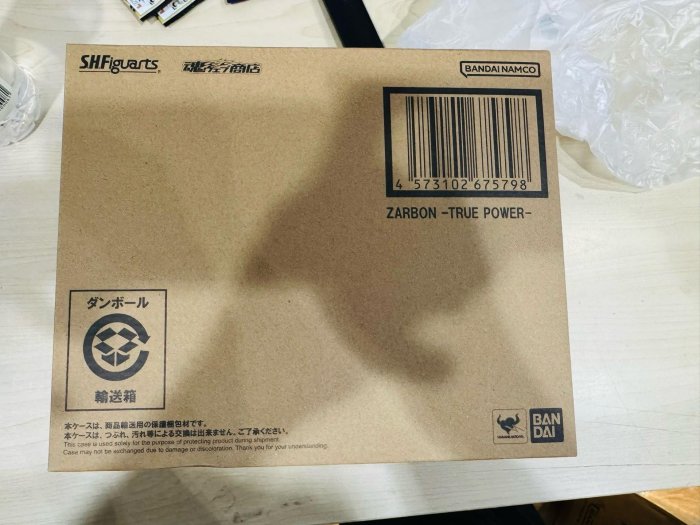 S.H.Figuarts
魂ウェブ商店
BANDAI NAMCO
4 573102 675798
ZARBON -TRUE POWER-
ダンボール
輸送箱
本ケースは、商品輸送用の保護梱包材です。
本ケースは、つぶれ、汚れ等による交換は出来ません。ご了承ください。
This case is used solely for the purpose of protecting product during shipment.
Case may not be exchanged due to damage or discoloration. Thank you for your understanding.
BAN
DAI